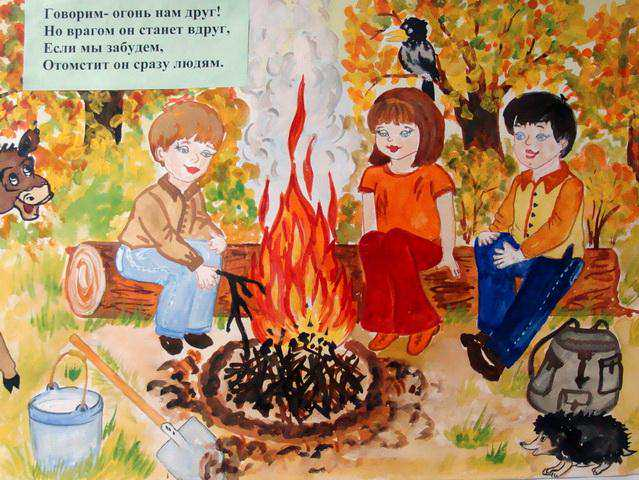 Говорим- огонь нам друг!
Но врагом он станет вдруг,
Если мы забудем,
Отомстит он сразу людям.